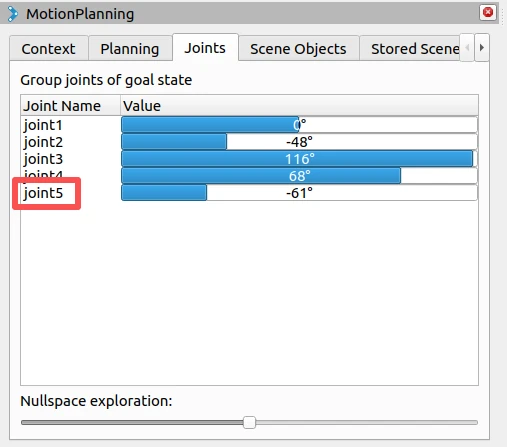 MotionPlanning
Context Planning Joints Scene Objects Stored Scene
Group joints of goal state
Joint Name Value
joint1 0°
joint2 -48°
joint3 116°
joint4 68°
joint5 -61°
Nullspace exploration: